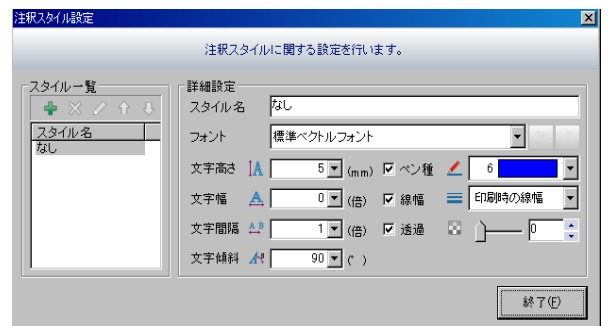 注釈スタイル設定
注釈スタイルに関する設定を行います。
スタイル一覧
スタイル名
なし
詳細設定
スタイル名 なし
フォント 標準ベクトルフォント
文字高さ 5 (mm) ペン種 6
文字幅 0 (倍) 線幅 印刷時の線幅
文字間隔 1 (倍) 透過 0
文字傾斜 90 (°)
終了(F)